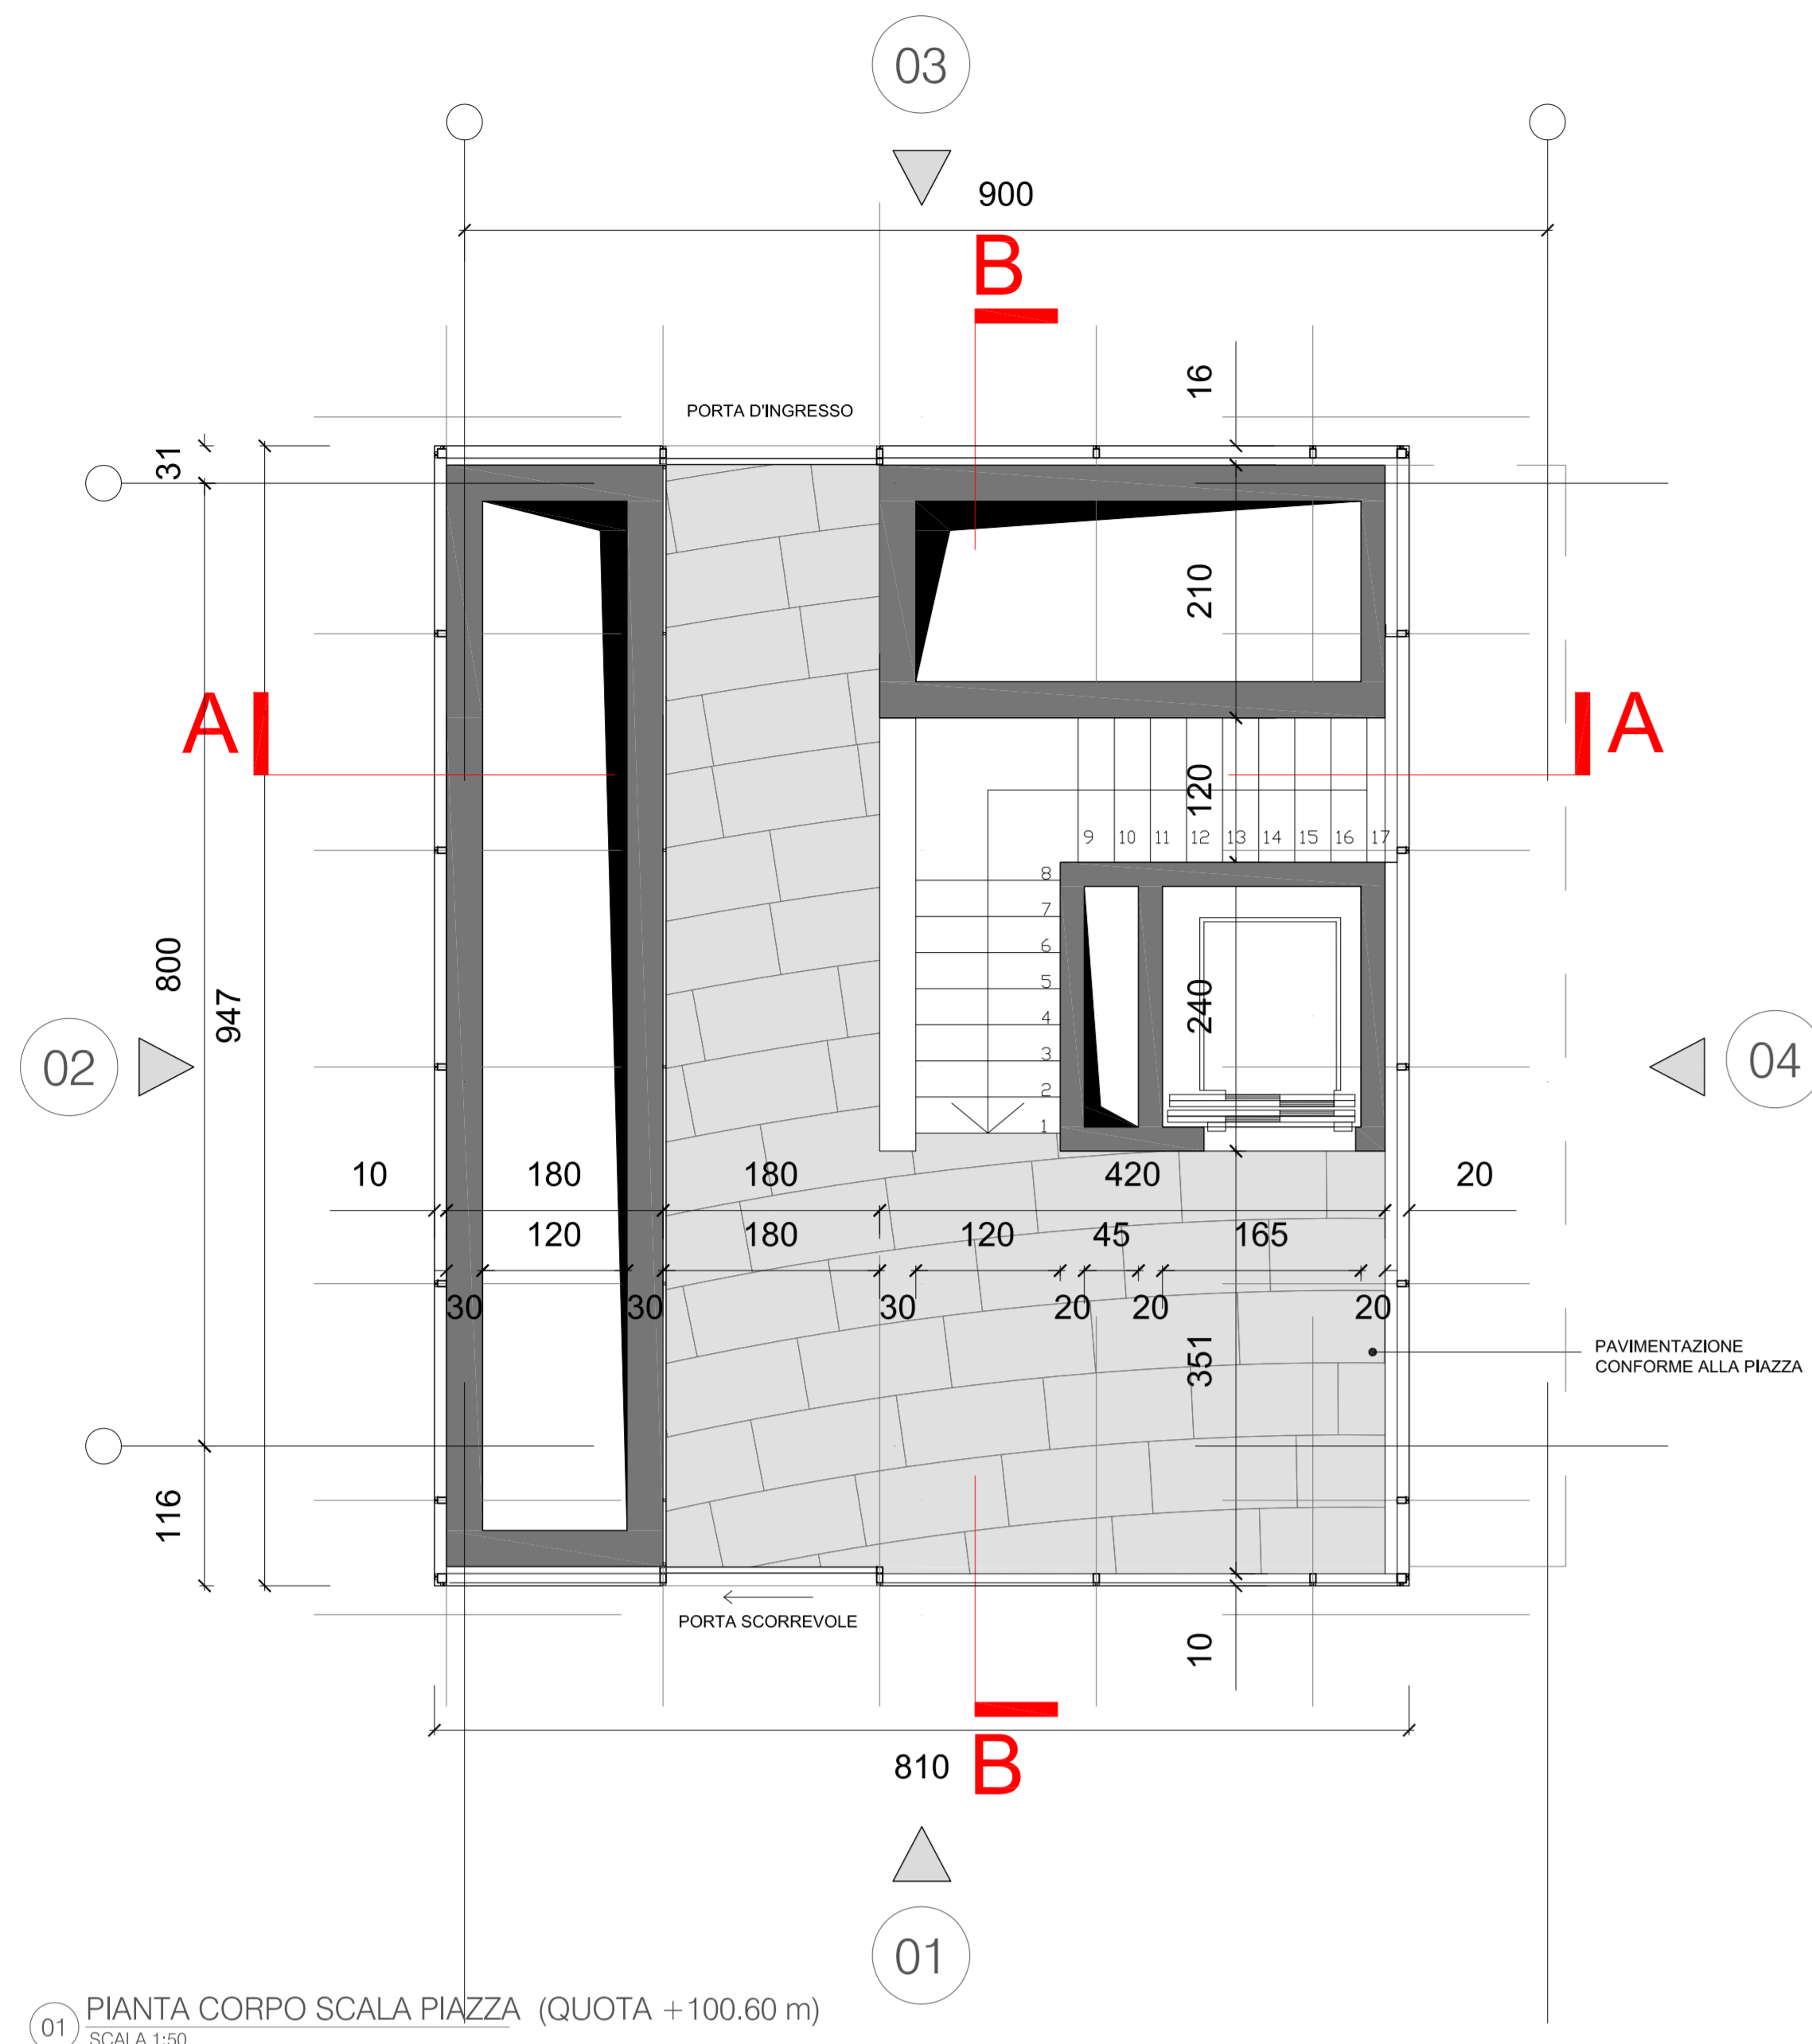 03
900
B
16
PORTA D'INGRESSO
31
210
A
A
120
9 10 11 12 13 14 15 16 17
8
7
6
5
4
3
2
1
800
947
240
02
04
10 180 180 420 20
120 180 120 45 165
30 30 30 20 20 20
351
PAVIMENTAZIONE
CONFORME ALLA PIAZZA
116
PORTA SCORREVOLE
10
810
B
01
01 PIANTA CORPO SCALA PIAZZA (QUOTA +100.60 m)
SCALA 1:50